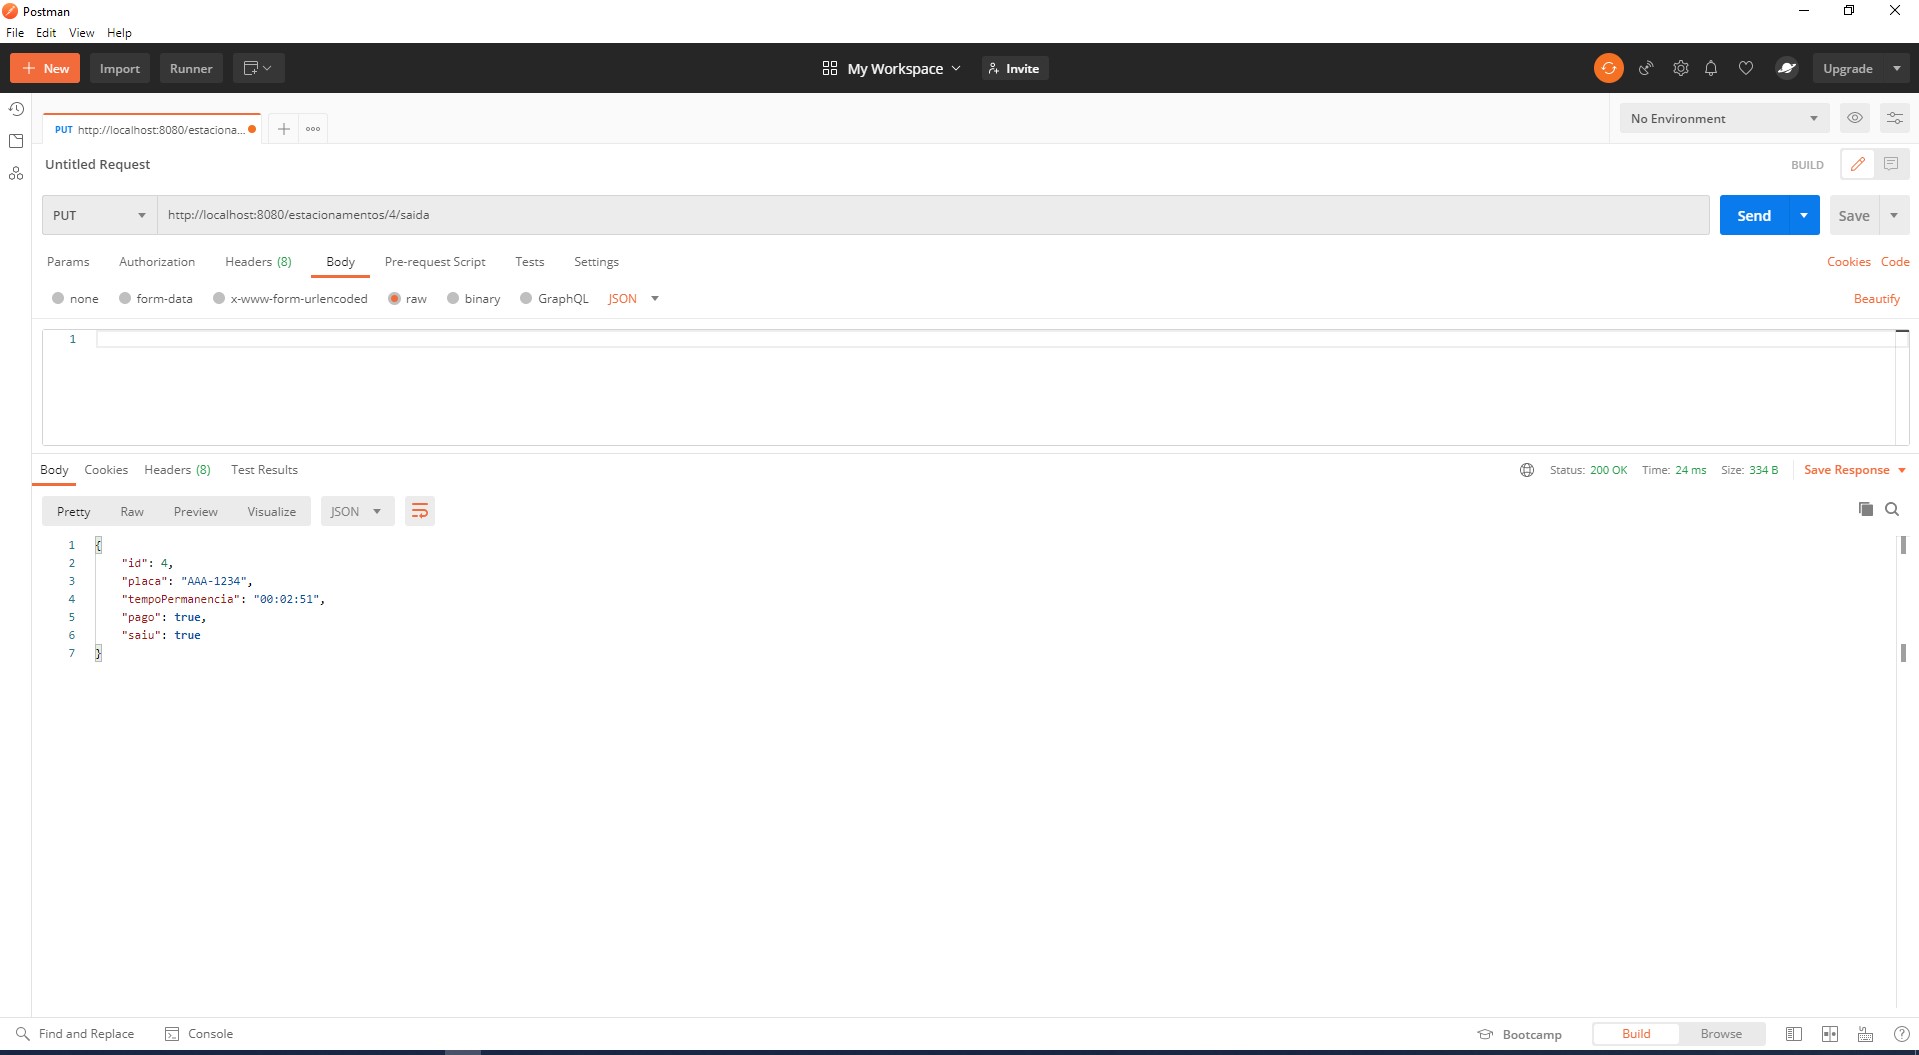 Postman
File Edit View Help
New Import Runner My Workspace Invite Upgrade
PUT http://localhost:8080/estaciona... No Environment
Untitled Request BUILD
PUT http://localhost:8080/estacionamentos/4/saida Send Save
Params Authorization Headers (8) Body Pre-request Script Tests Settings Cookies Code
none form-data x-www-form-urlencoded raw binary GraphQL JSON Beautify
1
Body Cookies Headers (8) Test Results Status: 200 OK Time: 24 ms Size: 334 B Save Response
Pretty Raw Preview Visualize JSON
1 {
2 "id": 4,
3 "placa": "AAA-1234",
4 "tempoPermanencia": "00:02:51",
5 "pago": true,
6 "saiu": true
7 }
Find and Replace Console Bootcamp Build Browse